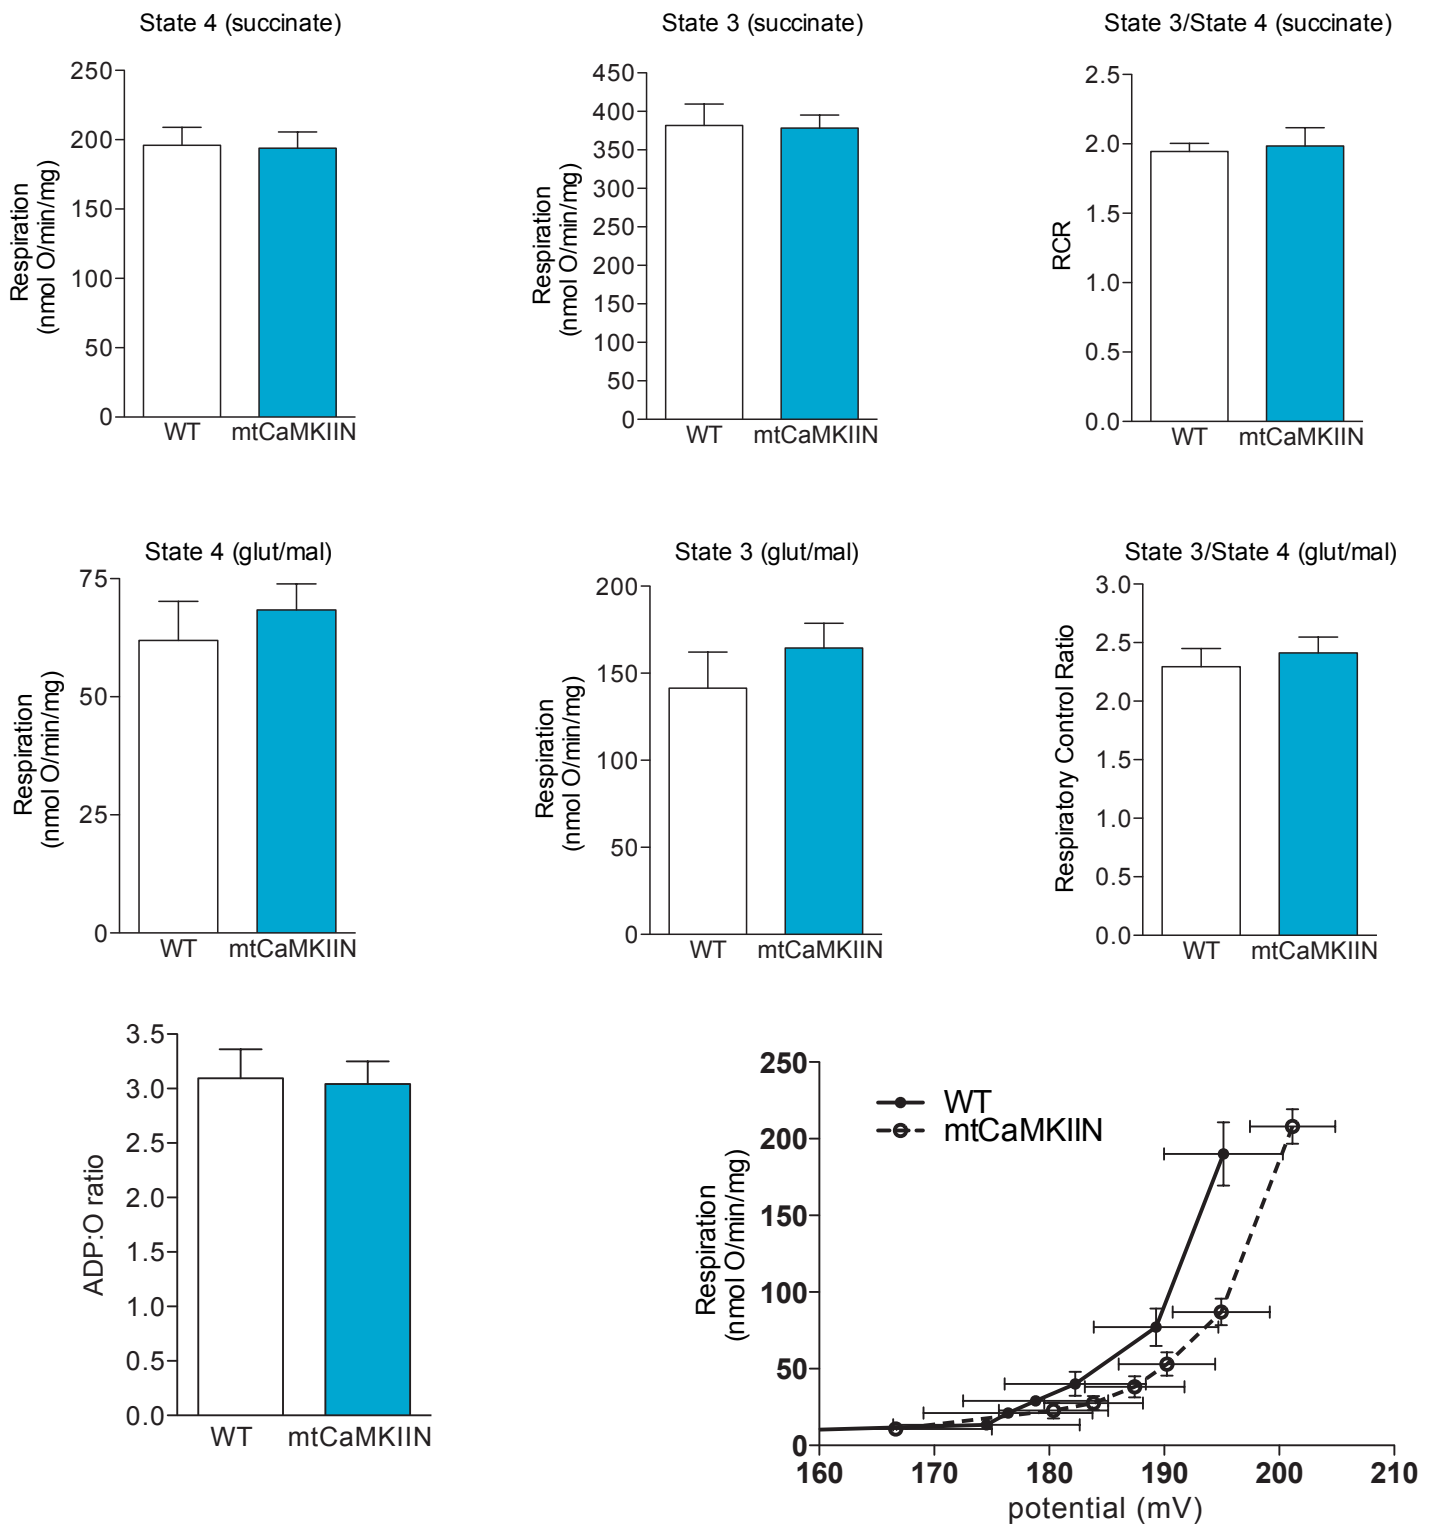 State 4 (succinate)
250
200
150
100
50
0
Respiration
(nmol O/min/mg)
WT
mtCaMKIIN
State 3 (succinate)
450
400
350
300
250
200
150
100
50
0
Respiration
(nmol O/min/mg)
WT
mtCaMKIIN
State 3/State 4 (succinate)
2.5
2.0
1.5
1.0
0.5
0.0
RCR
WT
mtCaMKIIN
State 4 (glut/mal)
75
50
25
0
Respiration
(nmol O/min/mg)
WT
mtCaMKIIN
State 3 (glut/mal)
200
150
100
50
0
Respiration
(nmol O/min/mg)
WT
mtCaMKIIN
State 3/State 4 (glut/mal)
3.0
2.5
2.0
1.5
1.0
0.5
0.0
Respiratory Control Ratio
WT
mtCaMKIIN
3.5
3.0
2.5
2.0
1.5
1.0
0.5
0.0
ADP:O ratio
WT
mtCaMKIIN
250
200
150
100
50
0
Respiration
(nmol O/min/mg)
WT
mtCaMKIIN
160
170
180
190
200
210
potential (mV)